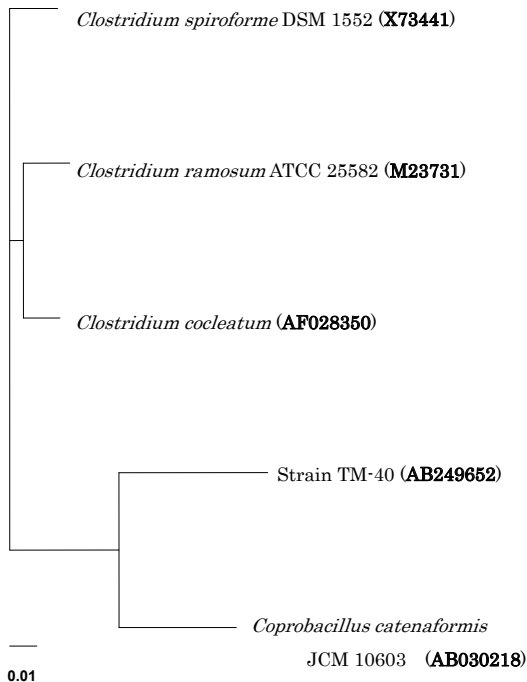 Clostridium spiroforme DSM 1552 (X73441)
Clostridium ramosum ATCC 25582 (M23731)
Clostridium cocleatum (AF028350)
Strain TM-40 (AB249652)
Coprobacillus catenaformis
JCM 10603 (AB030218)
0.01